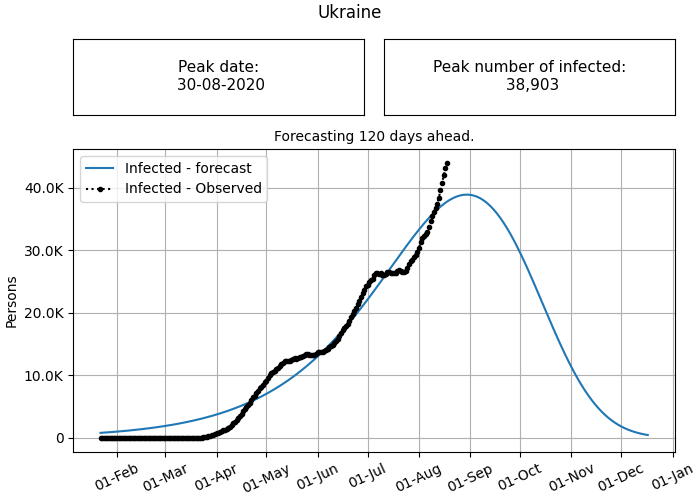 Ukraine
Peak date:
30-08-2020
Peak number of infected:
38,903
Forecasting 120 days ahead.
Infected - forecast
Infected - Observed
Persons
40.0K
30.0K
20.0K
10.0K
0
01-Feb
01-Mar
01-Apr
01-May
01-Jun
01-Jul
01-Aug
01-Sep
01-Oct
01-Nov
01-Dec
01-Jan